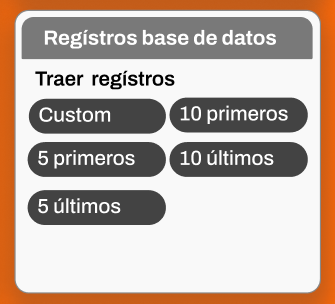 Regístros base de datos
Traer regístros
Custom
10 primeros
5 primeros
10 últimos
5 últimos